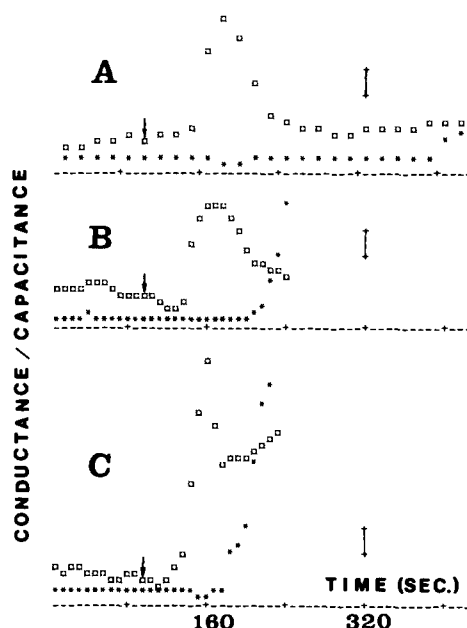 A
B
C
CONDUCTANCE / CAPACITANCE
TIME (SEC.)
160
320